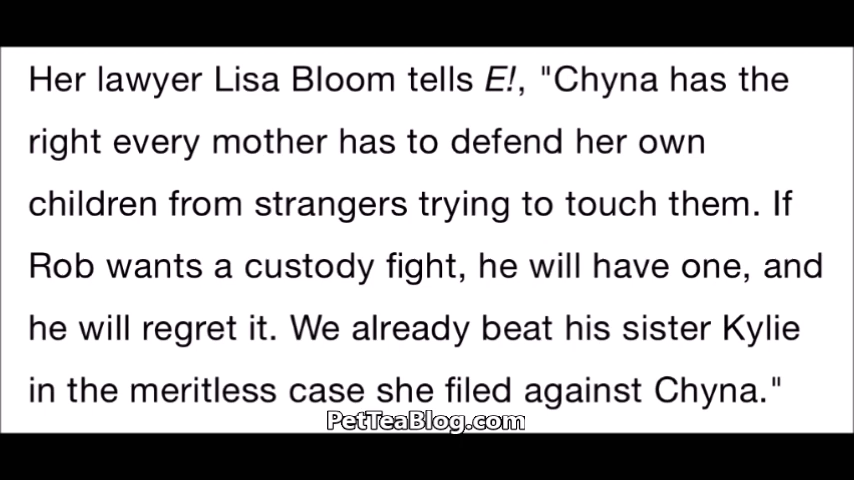 Her lawyer Lisa Bloom tells E!, "Chyna has the
right every mother has to defend her own
children from strangers trying to touch them. If
Rob wants a custody fight, he will have one, and
he will regret it. We already beat his sister Kylie
in the meritless case she filed against Chyna."
PetTeaBlog.com